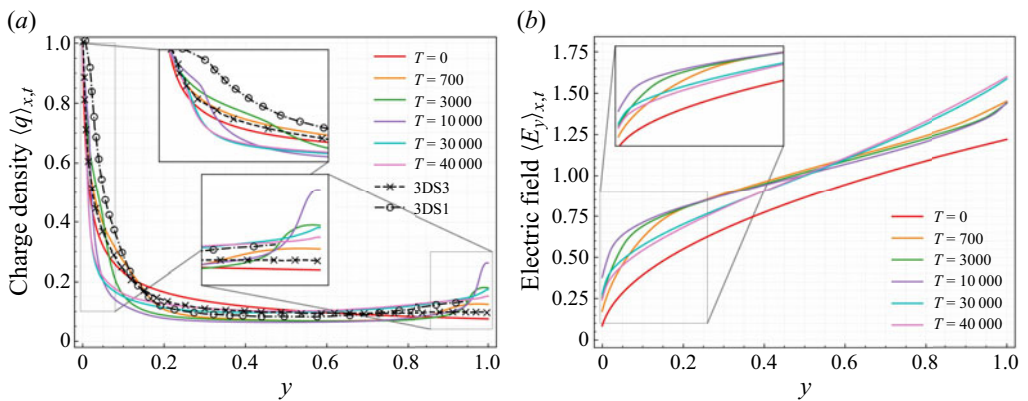 (a)
1.0
0.8
0.6
0.4
0.2
0
Charge density ⟨q⟩x,t
T = 0
T = 700
T = 3000
T = 10 000
T = 30 000
T = 40 000
3DS3
3DS1
0 0.2 0.4 0.6 0.8 1.0
y
(b)
1.75
1.50
1.25
1.00
0.75
0.50
0.25
0
Electric field ⟨Ey⟩x,t
T = 0
T = 700
T = 3000
T = 10 000
T = 30 000
T = 40 000
0 0.2 0.4 0.6 0.8 1.0
y